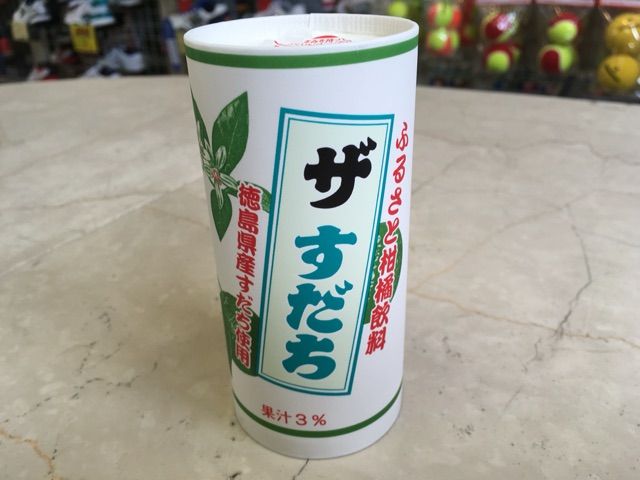 ふるさと柑橘飲料
ザ すだち
徳島県産すだち使用
果汁3%